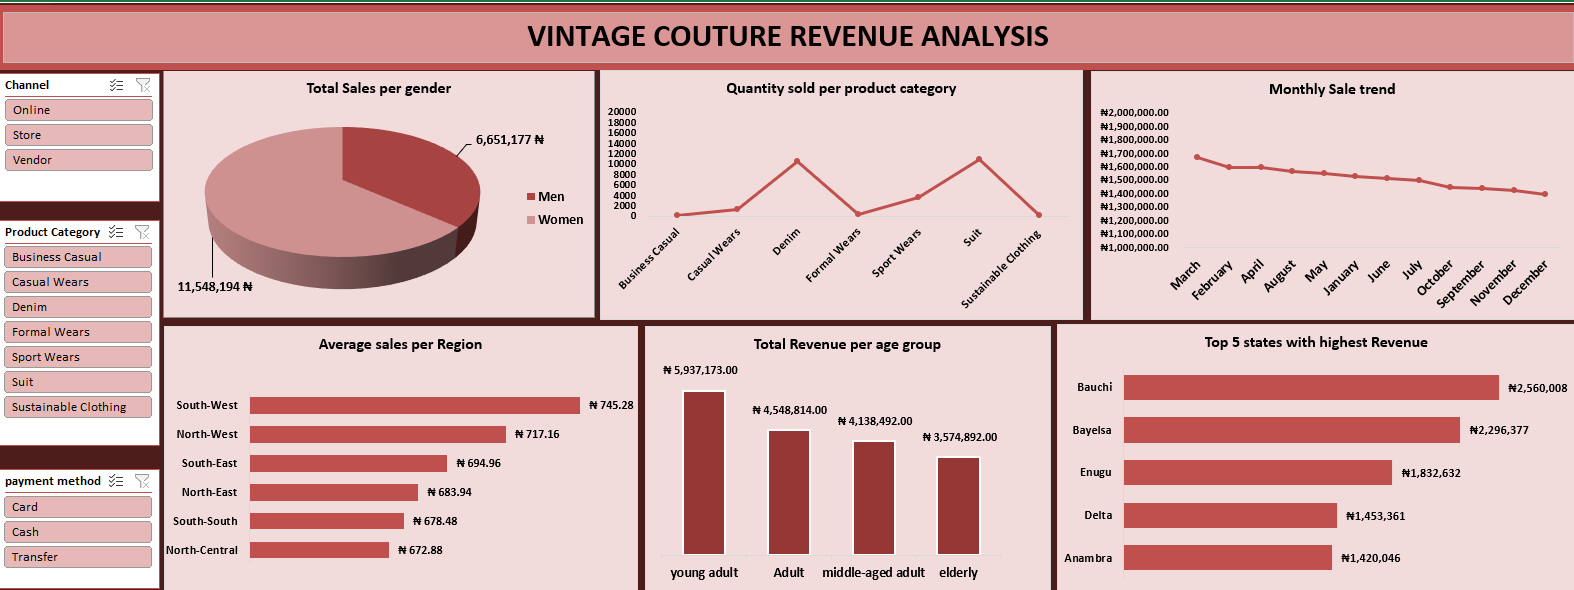 VINTAGE COUTURE REVENUE ANALYSIS
Channel
Online
Store
Vendor
Product Category
Business Casual
Casual Wears
Denim
Formal Wears
Sport Wears
Suit
Sustainable Clothing
payment method
Card
Cash
Transfer
Total Sales per gender
6,651,177 ₦
Men
Women
11,548,194 ₦
Quantity sold per product category
20000
18000
16000
14000
12000
10000
8000
6000
4000
2000
0
Business Casual
Casual Wears
Denim
Formal Wears
Sport Wears
Suit
Sustainable Clothing
Monthly Sale trend
₦2,000,000.00
₦1,900,000.00
₦1,800,000.00
₦1,700,000.00
₦1,600,000.00
₦1,500,000.00
₦1,400,000.00
₦1,300,000.00
₦1,200,000.00
₦1,100,000.00
₦1,000,000.00
March
February
April
August
May
January
June
July
October
September
November
December
Average sales per Region
South-West ₦ 745.28
North-West ₦ 717.16
South-East ₦ 694.96
North-East ₦ 683.94
South-South ₦ 678.48
North-Central ₦ 672.88
Total Revenue per age group
₦ 5,937,173.00
₦ 4,548,814.00
₦ 4,138,492.00
₦ 3,574,892.00
young adult Adult middle-aged adult elderly
Top 5 states with highest Revenue
Bauchi ₦2,560,008
Bayelsa ₦2,296,377
Enugu ₦1,832,632
Delta ₦1,453,361
Anambra ₦1,420,046